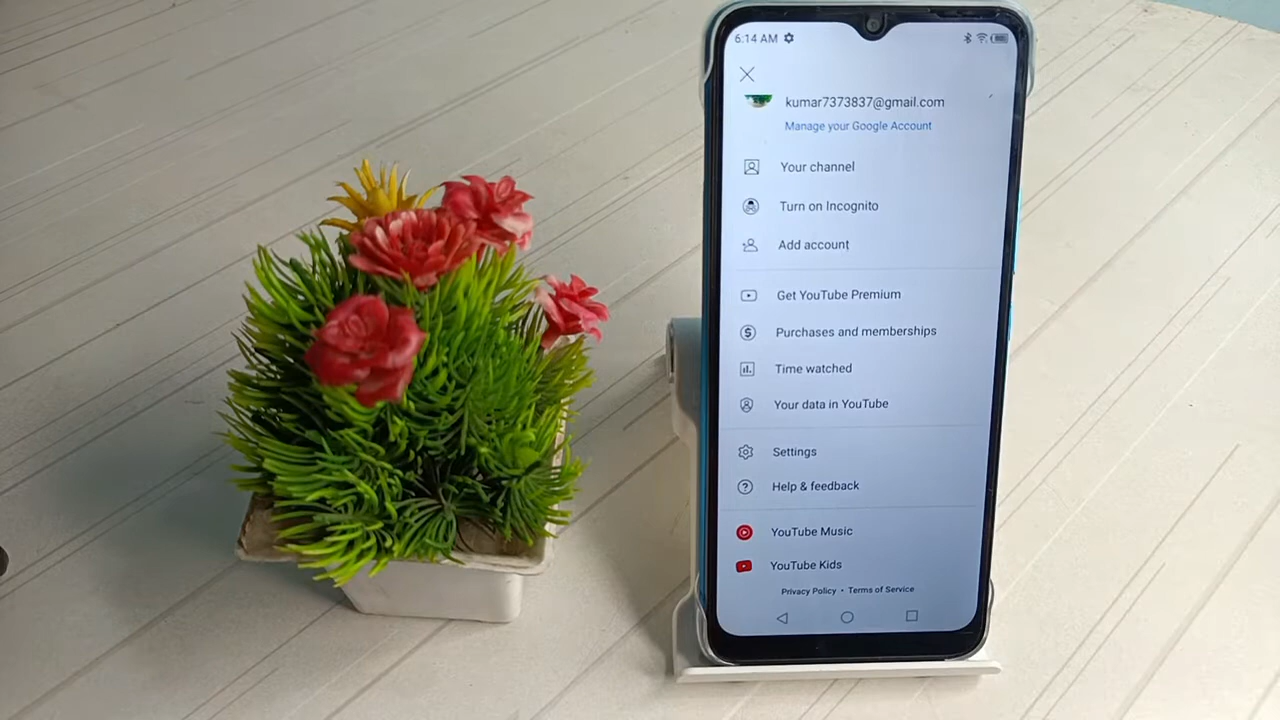 6:14 AM
kumar7373837@gmail.com
Manage your Google Account
Your channel
Turn on Incognito
Add account
Get YouTube Premium
Purchases and memberships
Time watched
Your data in YouTube
Settings
Help & feedback
YouTube Music
YouTube Kids
Privacy Policy • Terms of Service